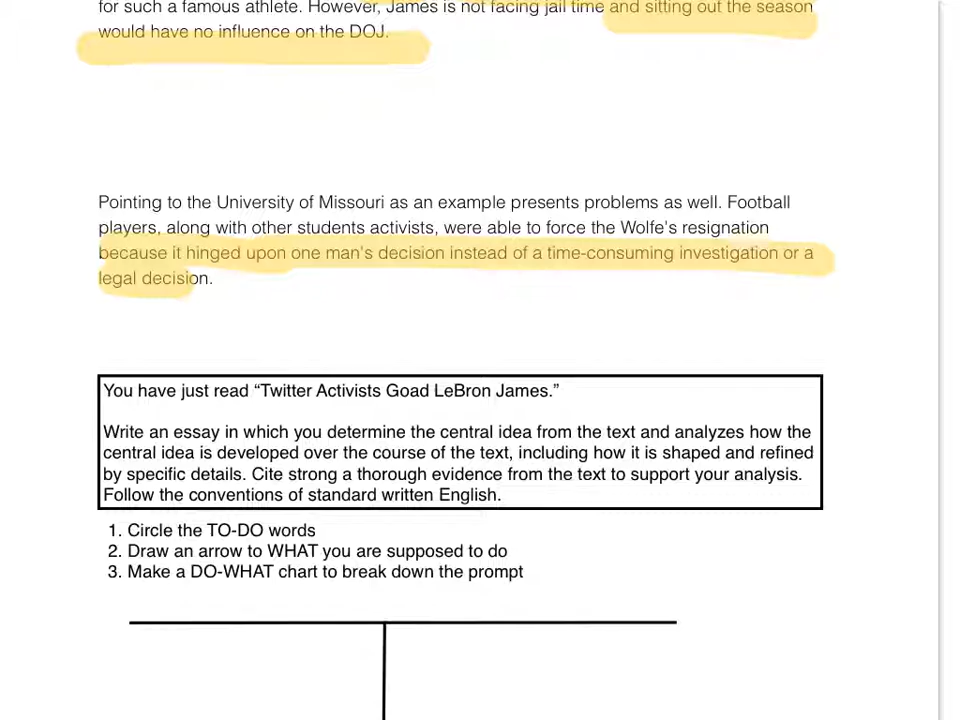 for such a famous athlete. However, James is not facing jail time and sitting out the season
would have no influence on the DOJ.
Pointing to the University of Missouri as an example presents problems as well. Football
players, along with other students activists, were able to force the Wolfe's resignation
because it hinged upon one man's decision instead of a time-consuming investigation or a
legal decision.
You have just read “Twitter Activists Goad LeBron James.”
Write an essay in which you determine the central idea from the text and analyzes how the
central idea is developed over the course of the text, including how it is shaped and refined
by specific details. Cite strong a thorough evidence from the text to support your analysis.
Follow the conventions of standard written English.
1. Circle the TO-DO words
2. Draw an arrow to WHAT you are supposed to do
3. Make a DO-WHAT chart to break down the prompt